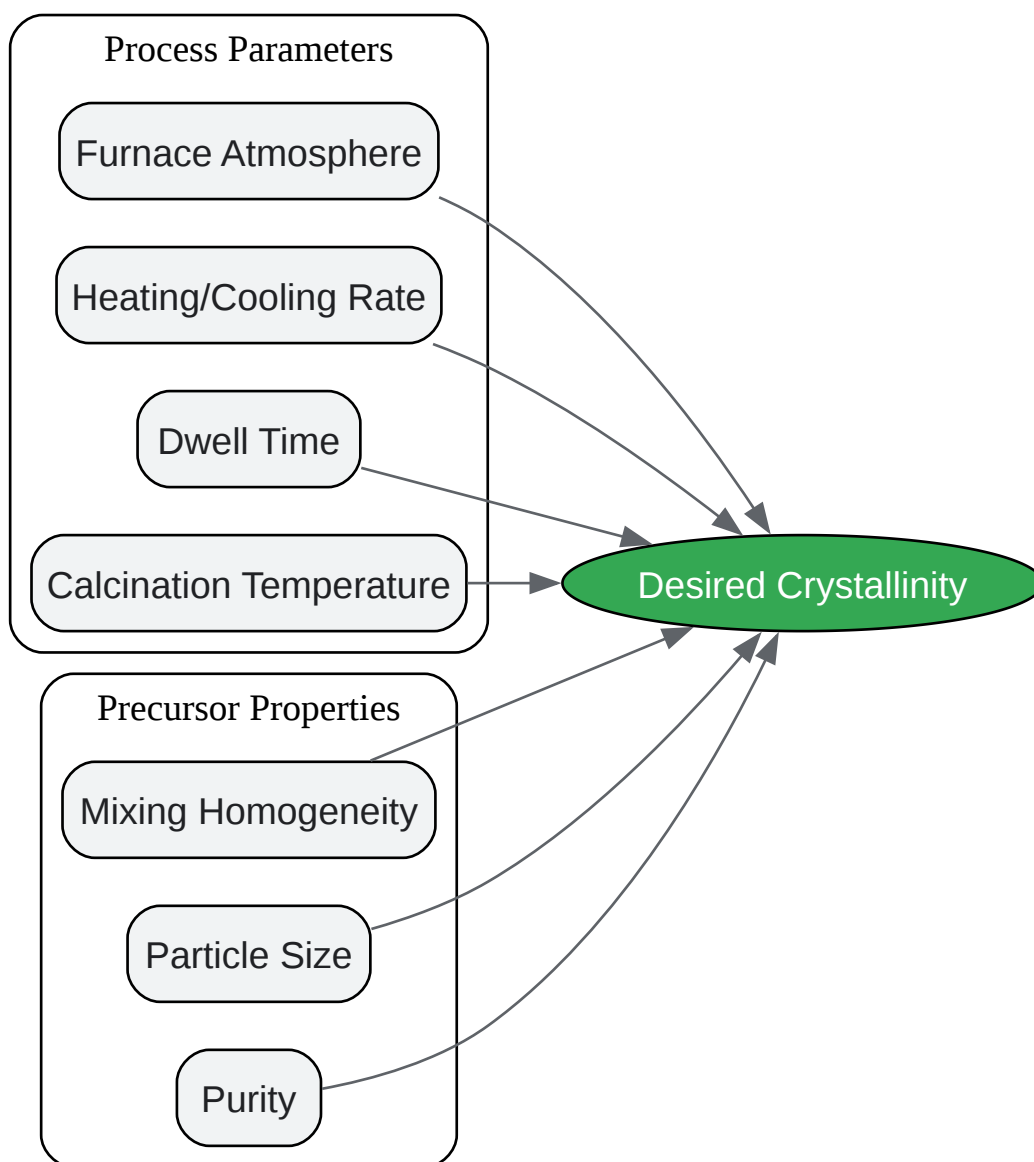 Process Parameters
Furnace Atmosphere
Heating/Cooling Rate
Dwell Time
Calcination Temperature
Desired Crystallinity
Precursor Properties
Mixing Homogeneity
Particle Size
Purity